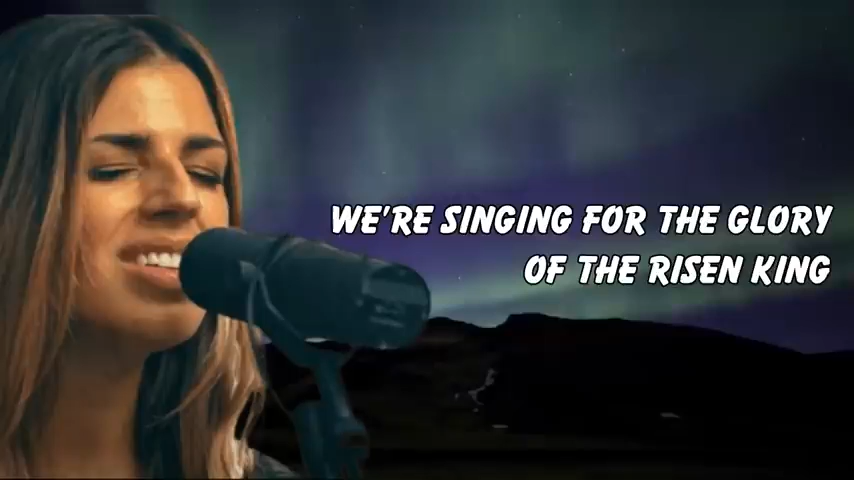 WE'RE SINGING FOR THE GLORY
OF THE RISEN KING